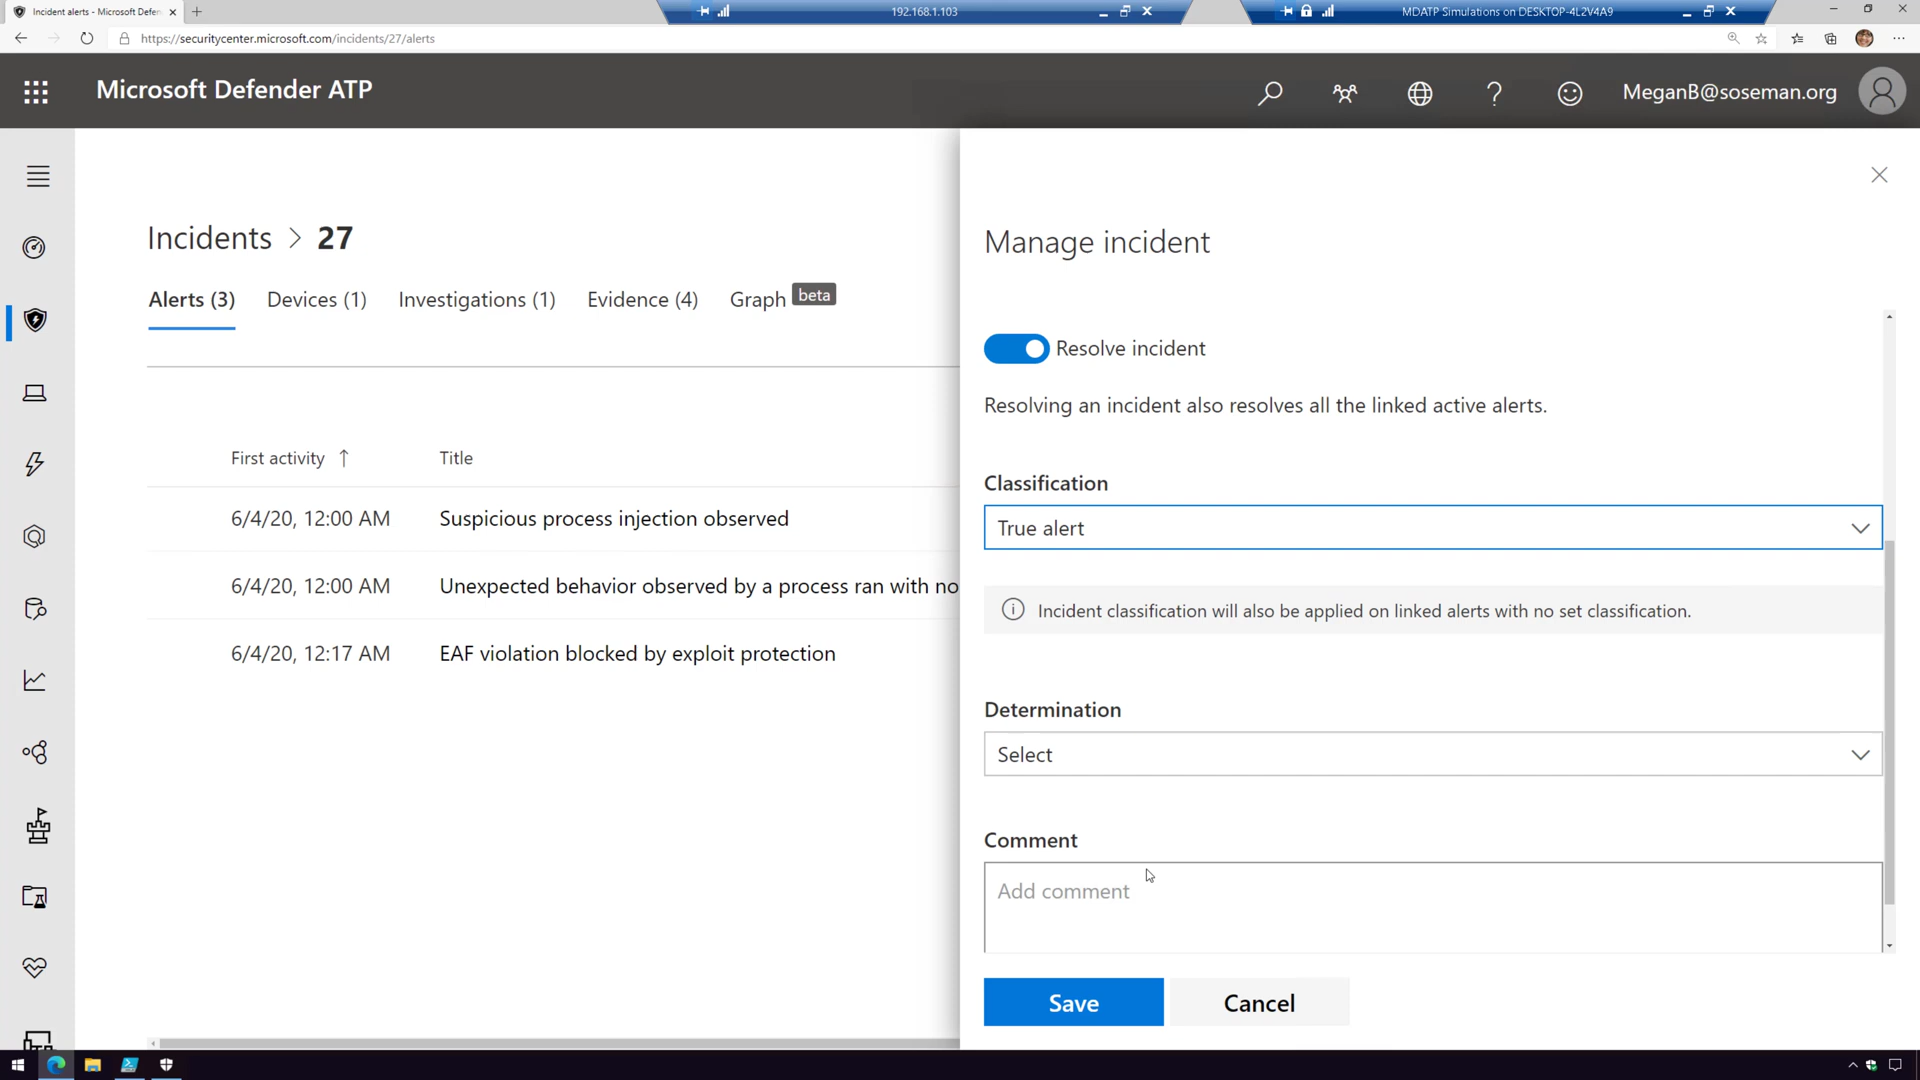 Incident alerts - Microsoft Defen
192.168.1.103
MDATP Simulations on DESKTOP-4L2V4A9
https://securitycenter.microsoft.com/incidents/27/alerts
Microsoft Defender ATP
MeganB@soseman.org
Incidents > 27
Alerts (3)
Devices (1)
Investigations (1)
Evidence (4)
Graph beta
First activity ↑
Title
6/4/20, 12:00 AM
Suspicious process injection observed
6/4/20, 12:00 AM
Unexpected behavior observed by a process ran with no
6/4/20, 12:17 AM
EAF violation blocked by exploit protection
Manage incident
Resolve incident
Resolving an incident also resolves all the linked active alerts.
Classification
True alert
Incident classification will also be applied on linked alerts with no set classification.
Determination
Select
Comment
Add comment
Save
Cancel